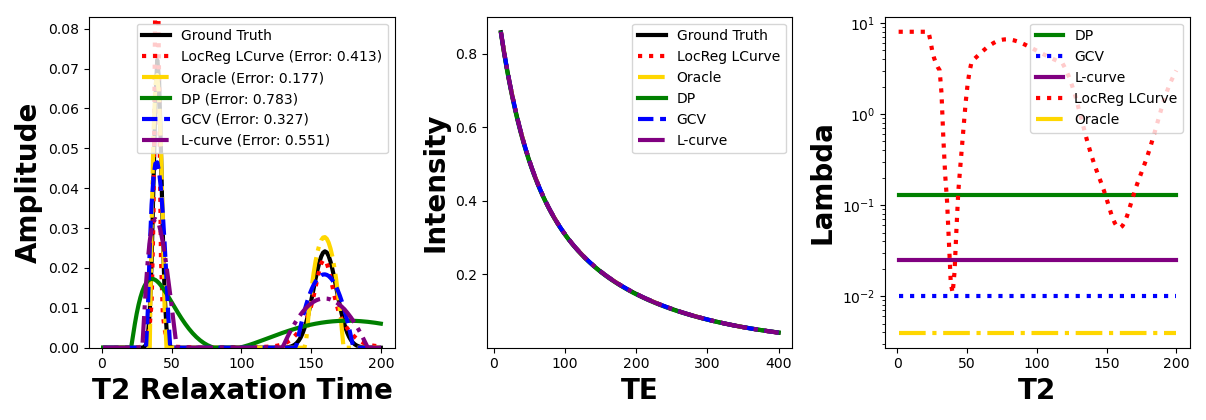 Amplitude
0.08
0.07
0.06
0.05
0.04
0.03
0.02
0.01
0.00
Ground Truth
LocReg LCurve (Error: 0.413)
Oracle (Error: 0.177)
DP (Error: 0.783)
GCV (Error: 0.327)
L-curve (Error: 0.551)
0 50 100 150 200
T2 Relaxation Time
Intensity
0.8
0.6
0.4
0.2
Ground Truth
LocReg LCurve
Oracle
DP
GCV
L-curve
0 100 200 300 400
TE
Lambda
10¹
10⁰
10⁻¹
10⁻²
DP
GCV
L-curve
LocReg LCurve
Oracle
0 50 100 150 200
T2